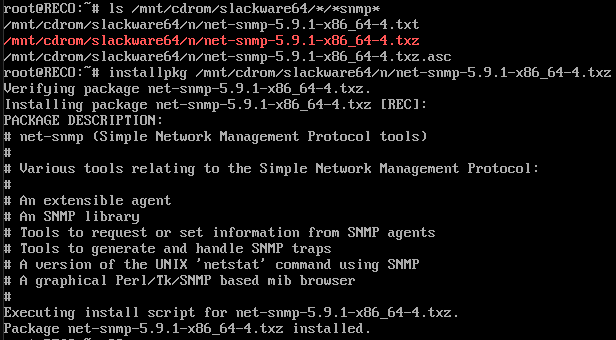 root@RECO:~# ls /mnt/cdrom/slackware64/*/*snmp*
/mnt/cdrom/slackware64/n/net-snmp-5.9.1-x86_64-4.txt
/mnt/cdrom/slackware64/n/net-snmp-5.9.1-x86_64-4.txz
/mnt/cdrom/slackware64/n/net-snmp-5.9.1-x86_64-4.txz.asc
root@RECO:~# installpkg /mnt/cdrom/slackware64/n/net-snmp-5.9.1-x86_64-4.txz
Verifying package net-snmp-5.9.1-x86_64-4.txz.
Installing package net-snmp-5.9.1-x86_64-4.txz [REC]:
PACKAGE DESCRIPTION:
# net-snmp (Simple Network Management Protocol tools)
#
# Various tools relating to the Simple Network Management Protocol:
#
# An extensible agent
# An SNMP library
# Tools to request or set information from SNMP agents
# Tools to generate and handle SNMP traps
# A version of the UNIX 'netstat' command using SNMP
# A graphical Perl/Tk/SNMP based mib browser
#
Executing install script for net-snmp-5.9.1-x86_64-4.txz.
Package net-snmp-5.9.1-x86_64-4.txz installed.